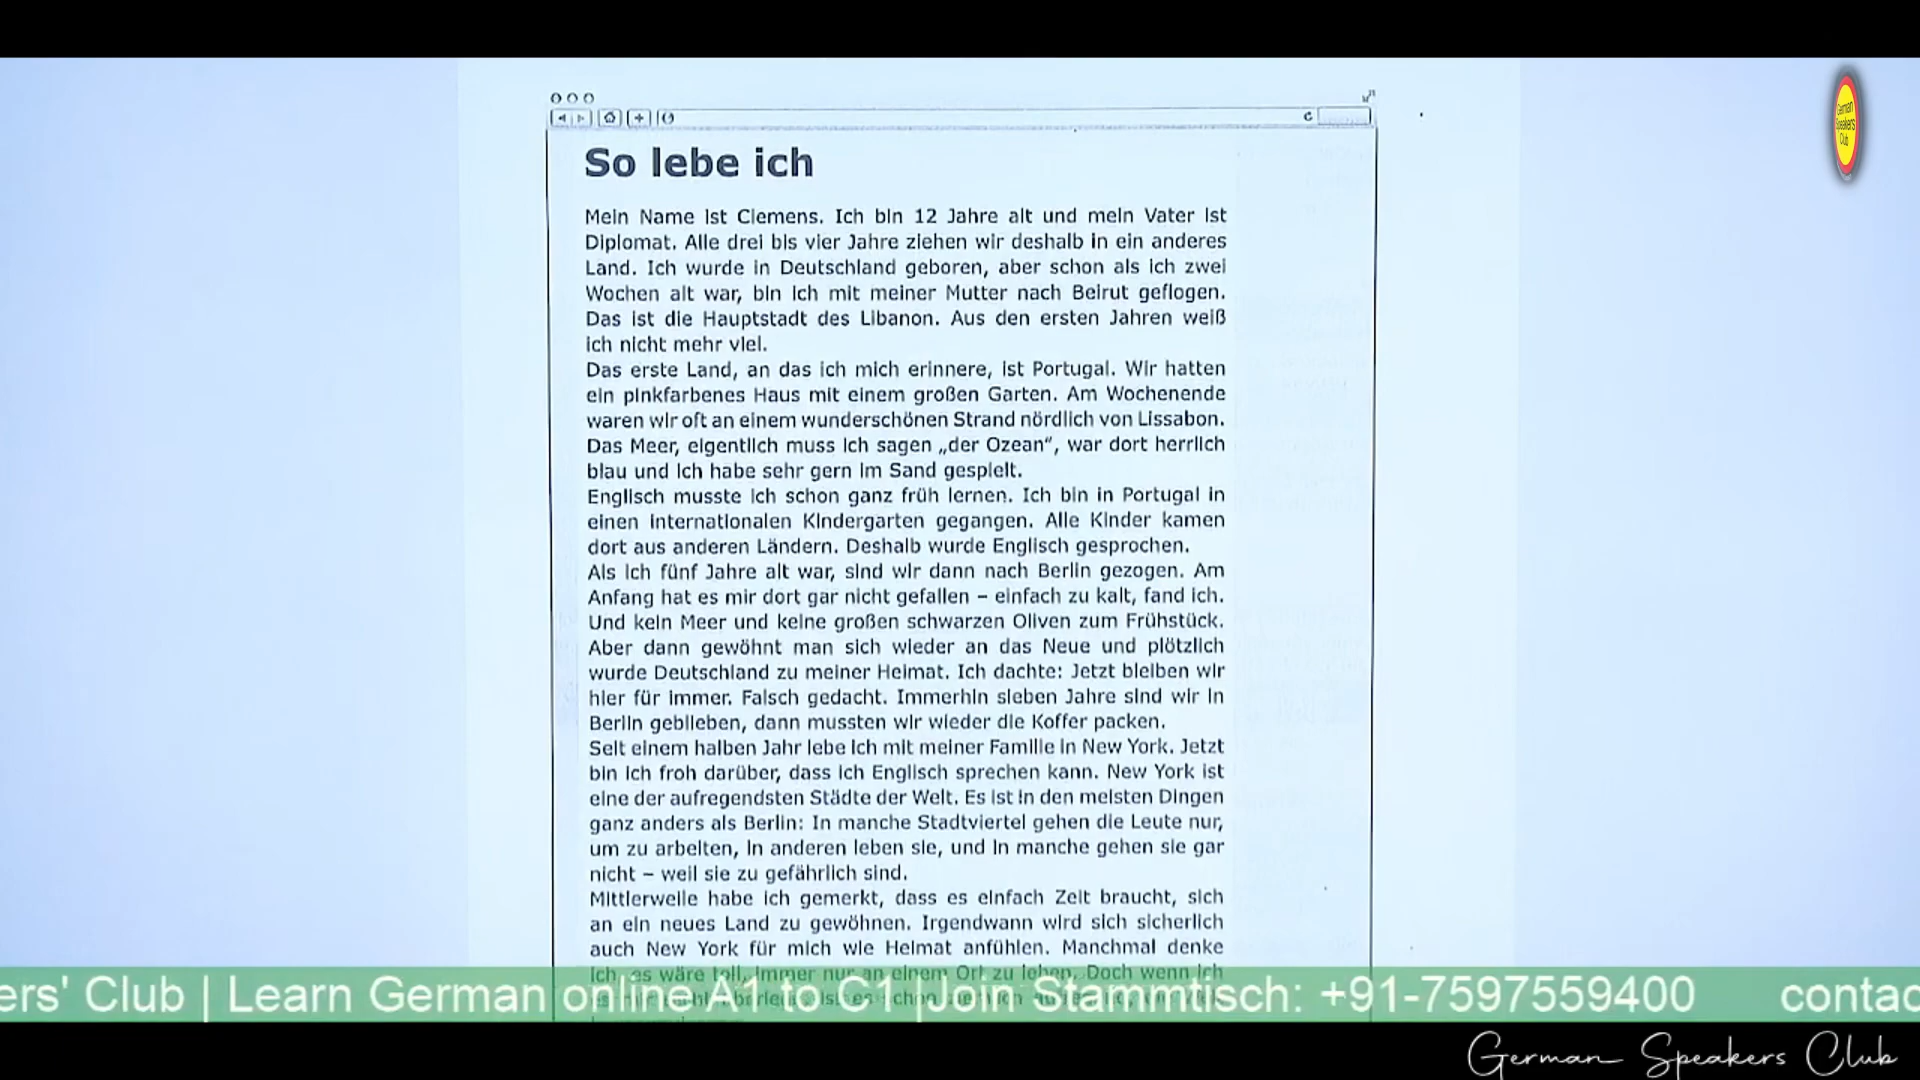 German
Speakers
Club
So lebe ich
Mein Name ist Clemens. Ich bin 12 Jahre alt und mein Vater ist
Diplomat. Alle drei bis vier Jahre ziehen wir deshalb in ein anderes
Land. Ich wurde in Deutschland geboren, aber schon als ich zwei
Wochen alt war, bin ich mit meiner Mutter nach Beirut geflogen.
Das ist die Hauptstadt des Libanon. Aus den ersten Jahren weiß
ich nicht mehr viel.
Das erste Land, an das ich mich erinnere, ist Portugal. Wir hatten
ein pinkfarbenes Haus mit einem großen Garten. Am Wochenende
waren wir oft an einem wunderschönen Strand nördlich von Lissabon.
Das Meer, eigentlich muss ich sagen „der Ozean“, war dort herrlich
blau und ich habe sehr gern im Sand gespielt.
Englisch musste ich schon ganz früh lernen. Ich bin in Portugal in
einen internationalen Kindergarten gegangen. Alle Kinder kamen
dort aus anderen Ländern. Deshalb wurde Englisch gesprochen.
Als ich fünf Jahre alt war, sind wir dann nach Berlin gezogen. Am
Anfang hat es mir dort gar nicht gefallen – einfach zu kalt, fand ich.
Und kein Meer und keine großen schwarzen Oliven zum Frühstück.
Aber dann gewöhnt man sich wieder an das Neue und plötzlich
wurde Deutschland zu meiner Heimat. Ich dachte: Jetzt bleiben wir
hier für immer. Falsch gedacht. Immerhin sieben Jahre sind wir in
Berlin geblieben, dann mussten wir wieder die Koffer packen.
Seit einem halben Jahr lebe ich mit meiner Familie in New York. Jetzt
bin ich froh darüber, dass ich Englisch sprechen kann. New York ist
eine der aufregendsten Städte der Welt. Es ist in den meisten Dingen
ganz anders als Berlin: In manche Stadtviertel gehen die Leute nur,
um zu arbeiten, in anderen leben sie, und in manche gehen sie gar
nicht – weil sie zu gefährlich sind.
Mittlerweile habe ich gemerkt, dass es einfach Zeit braucht, sich
an ein neues Land zu gewöhnen. Irgendwann wird sich sicherlich
auch New York für mich wie Heimat anfühlen. Manchmal denke
ich, es wäre toll, immer nur an einem Ort zu leben. Doch wenn ich
ers' Club | Learn German online A1 to C1 | Join Stammtisch: +91-7597559400 contac
German Speakers Club